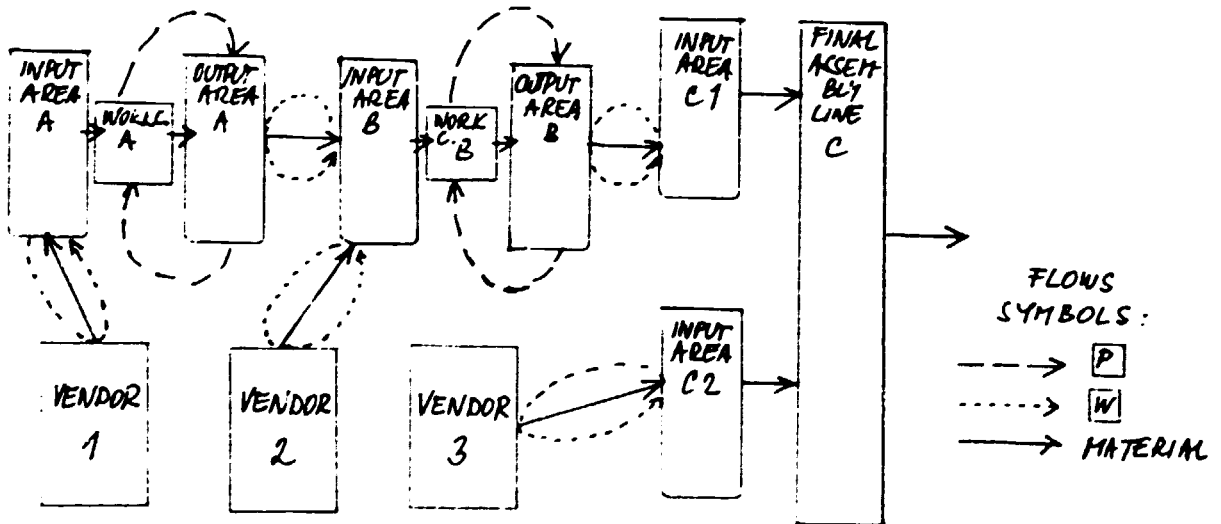 INPUT
AREA
A
WORK C.
A
OUTPUT
AREA
A
INPUT
AREA
B
WORK
C. B
OUTPUT
AREA
B
INPUT
AREA
C1
FINAL
ASSEM
BLY
LINE
C
VENDOR
1
VENDOR
2
VENDOR
3
INPUT
AREA
C2
FLOWS
SYMBOLS:
P
W
MATERIAL